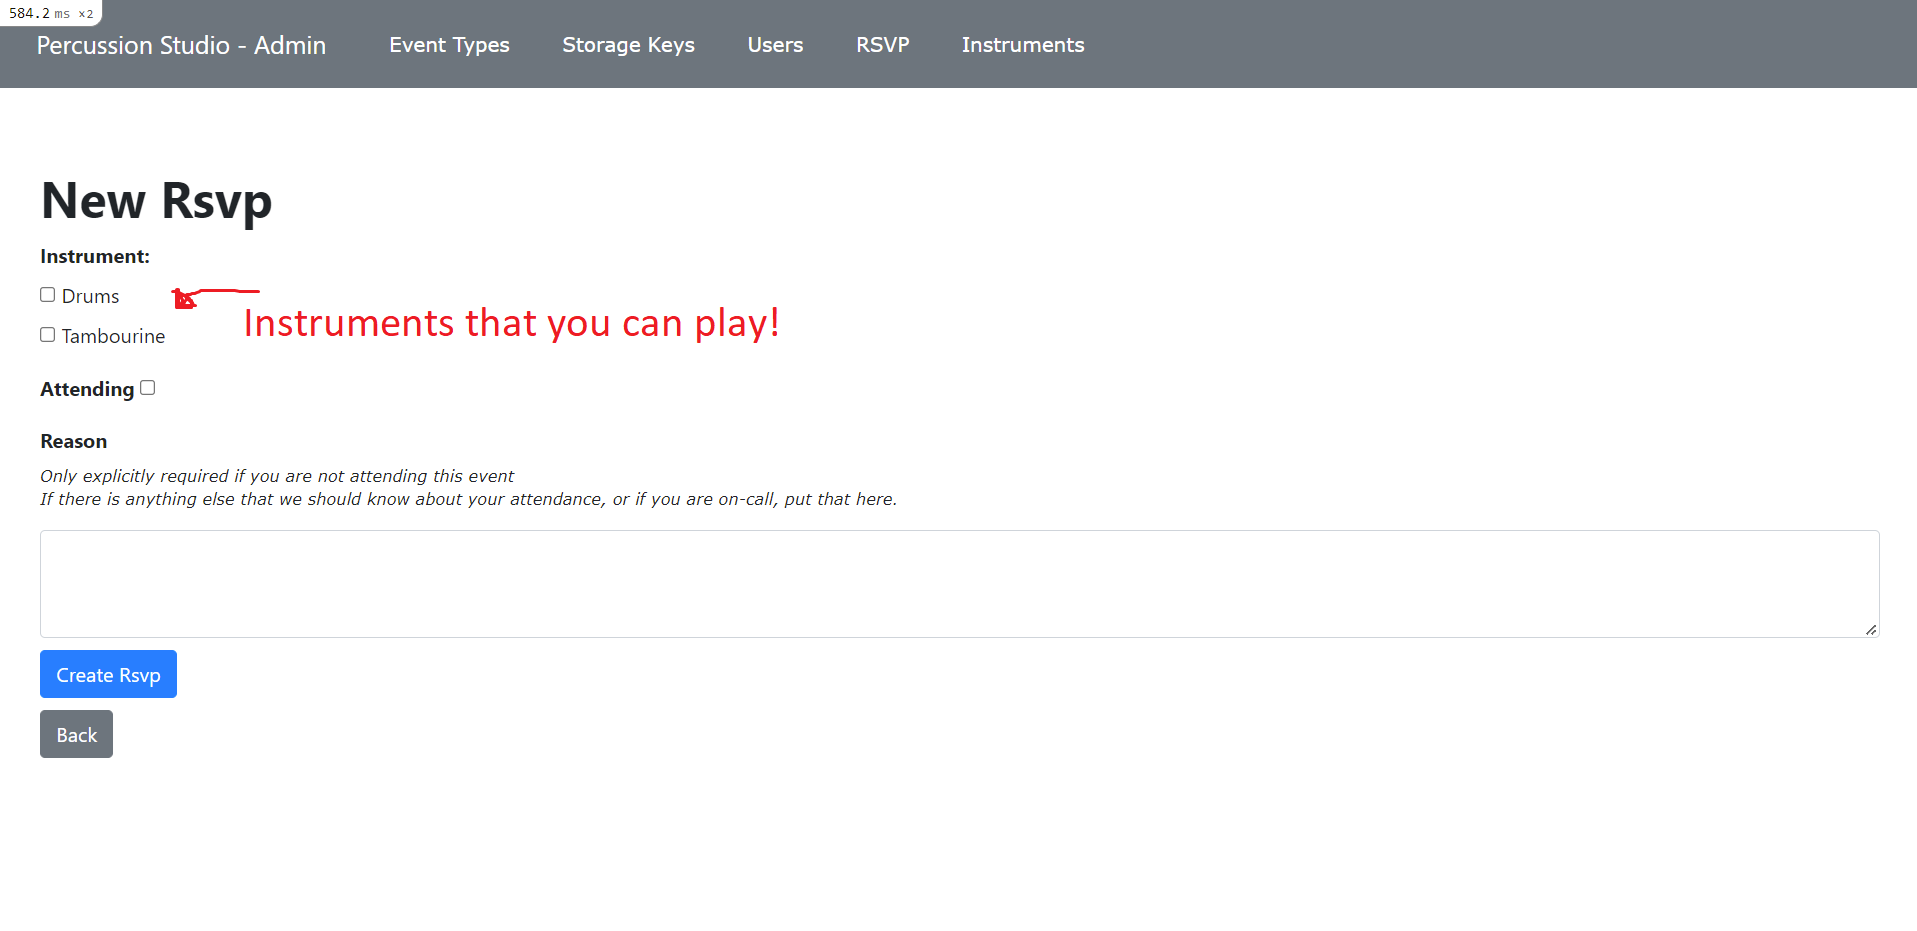 584.2 ms ×2
Percussion Studio - Admin Event Types Storage Keys Users RSVP Instruments
New Rsvp
Instrument:
Drums
Instruments that you can play!
Tambourine
Attending
Reason
Only explicitly required if you are not attending this event
If there is anything else that we should know about your attendance, or if you are on-call, put that here.
Create Rsvp
Back